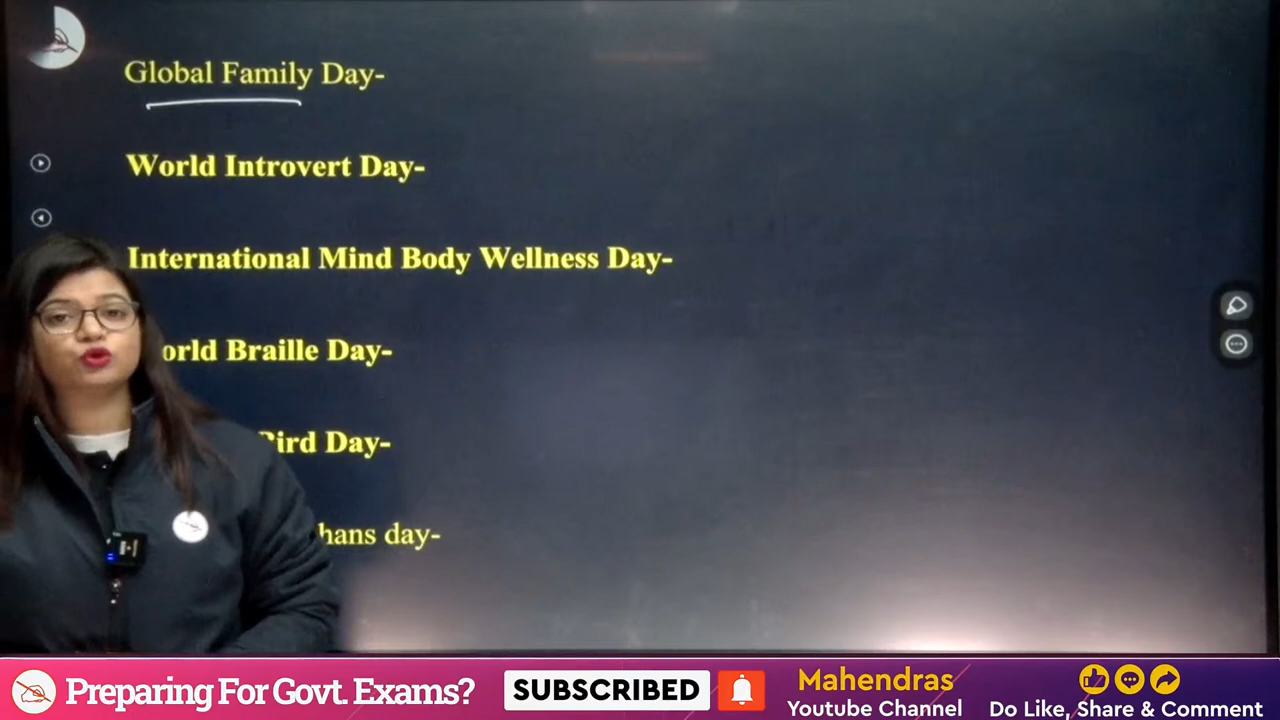 Global Family Day-
World Introvert Day-
International Mind Body Wellness Day-
orld Braille Day-
Bird Day-
hans day-
Preparing For Govt. Exams?
SUBSCRIBED
Mahendras
Youtube Channel
Do Like, Share & Comment